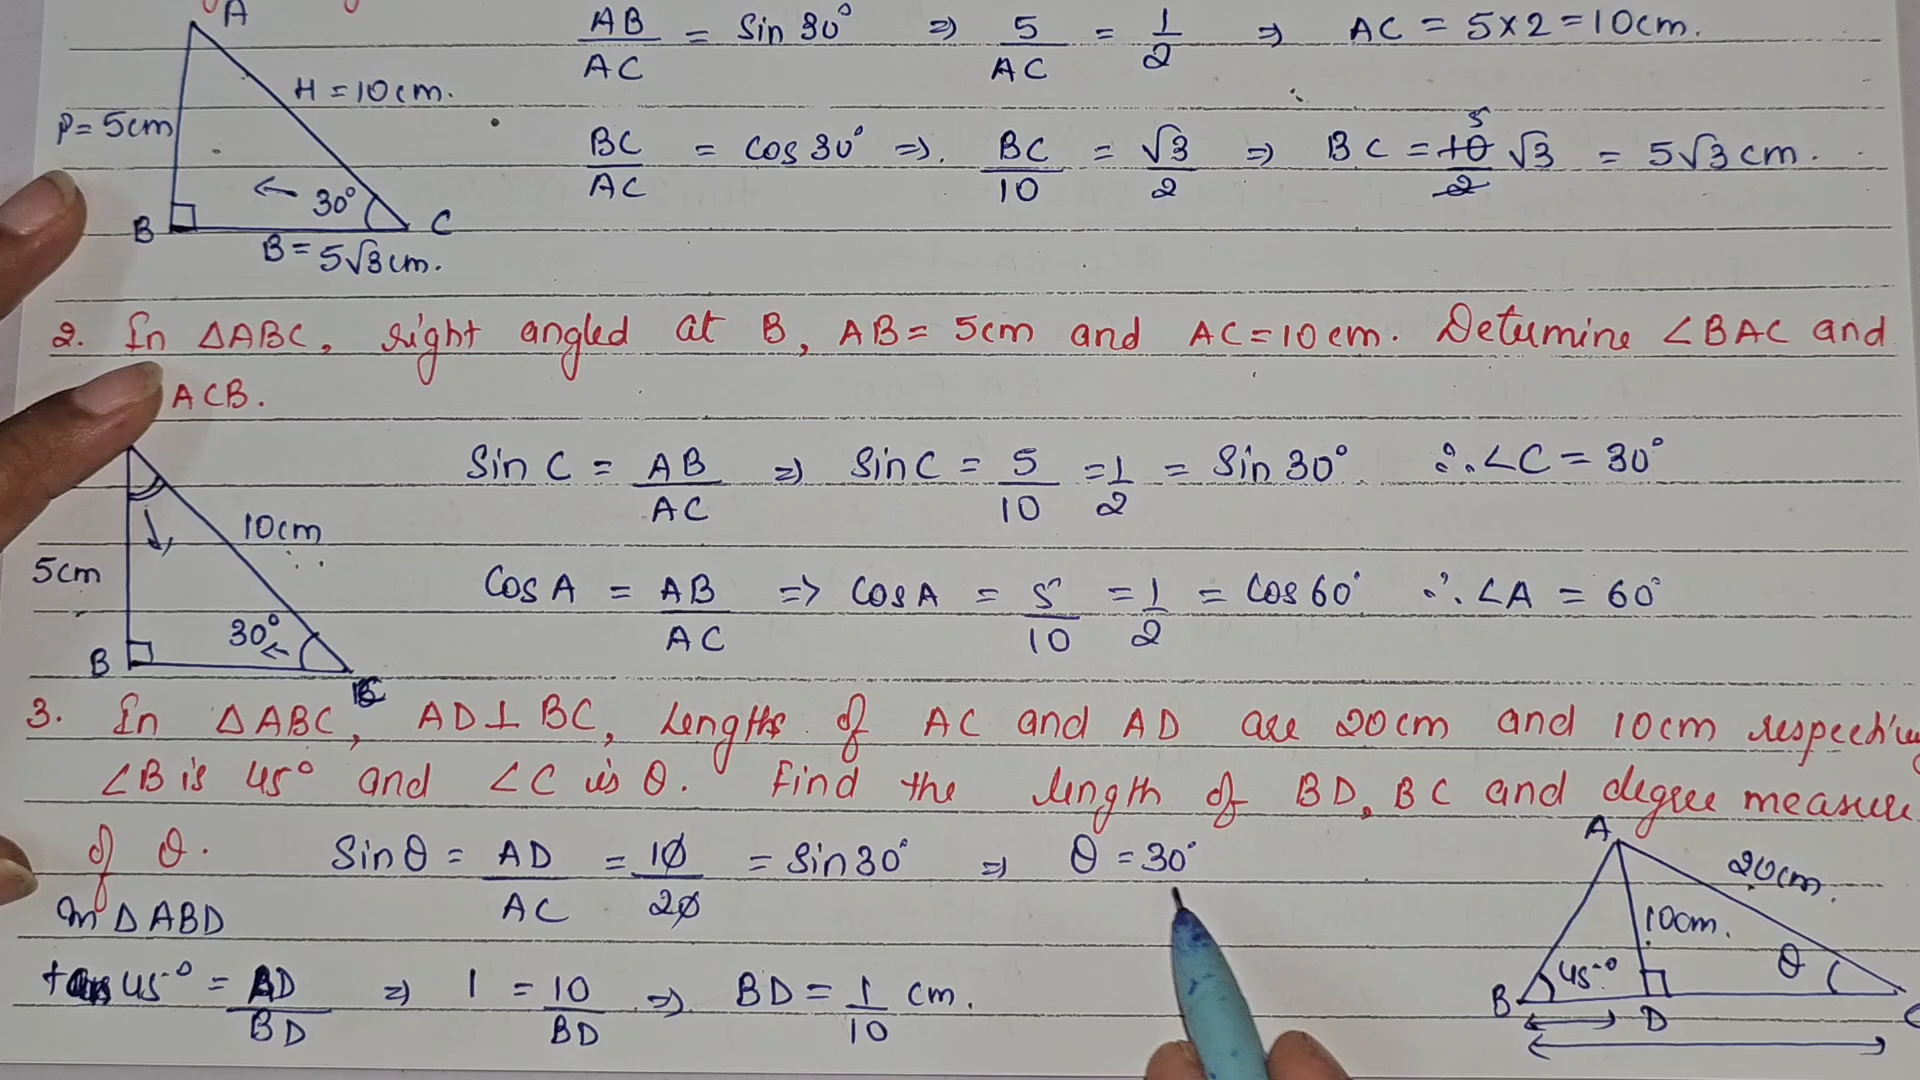 A
AB/AC = Sin 30° ⇒ 5/AC = 1/2 ⇒ AC = 5×2 = 10cm.
H = 10cm.
P = 5cm
BC/AC = cos 30° ⇒. BC/10 = √3/2 ⇒ BC = 10 5 √3/2 = 5√3 cm.
← 30°
B C
B = 5√3cm.
2. In △ABC, right angled at B, AB = 5cm and AC = 10cm. Determine ∠BAC and
ACB.
Sin C = AB/AC ⇒ Sin C = 5/10 = 1/2 = Sin 30° ∴ ∠C = 30°
10cm
5cm
Cos A = AB/AC ⇒ Cos A = 5/10 = 1/2 = Cos 60° ∴ ∠A = 60°
30° ←
B C
3. In △ABC, AD⊥BC, Lengths of AC and AD are 20cm and 10cm respectively
∠B is 45° and ∠C is θ. Find the length of BD, BC and degree measure
of θ. Sin θ = AD/AC = 10/20 = Sin 30° ⇒ θ = 30°
In △ABD
tan 45° = AD/BD ⇒ 1 = 10/BD ⇒ BD = 1/10 cm.
A
20cm.
10cm.
45° θ
B D C